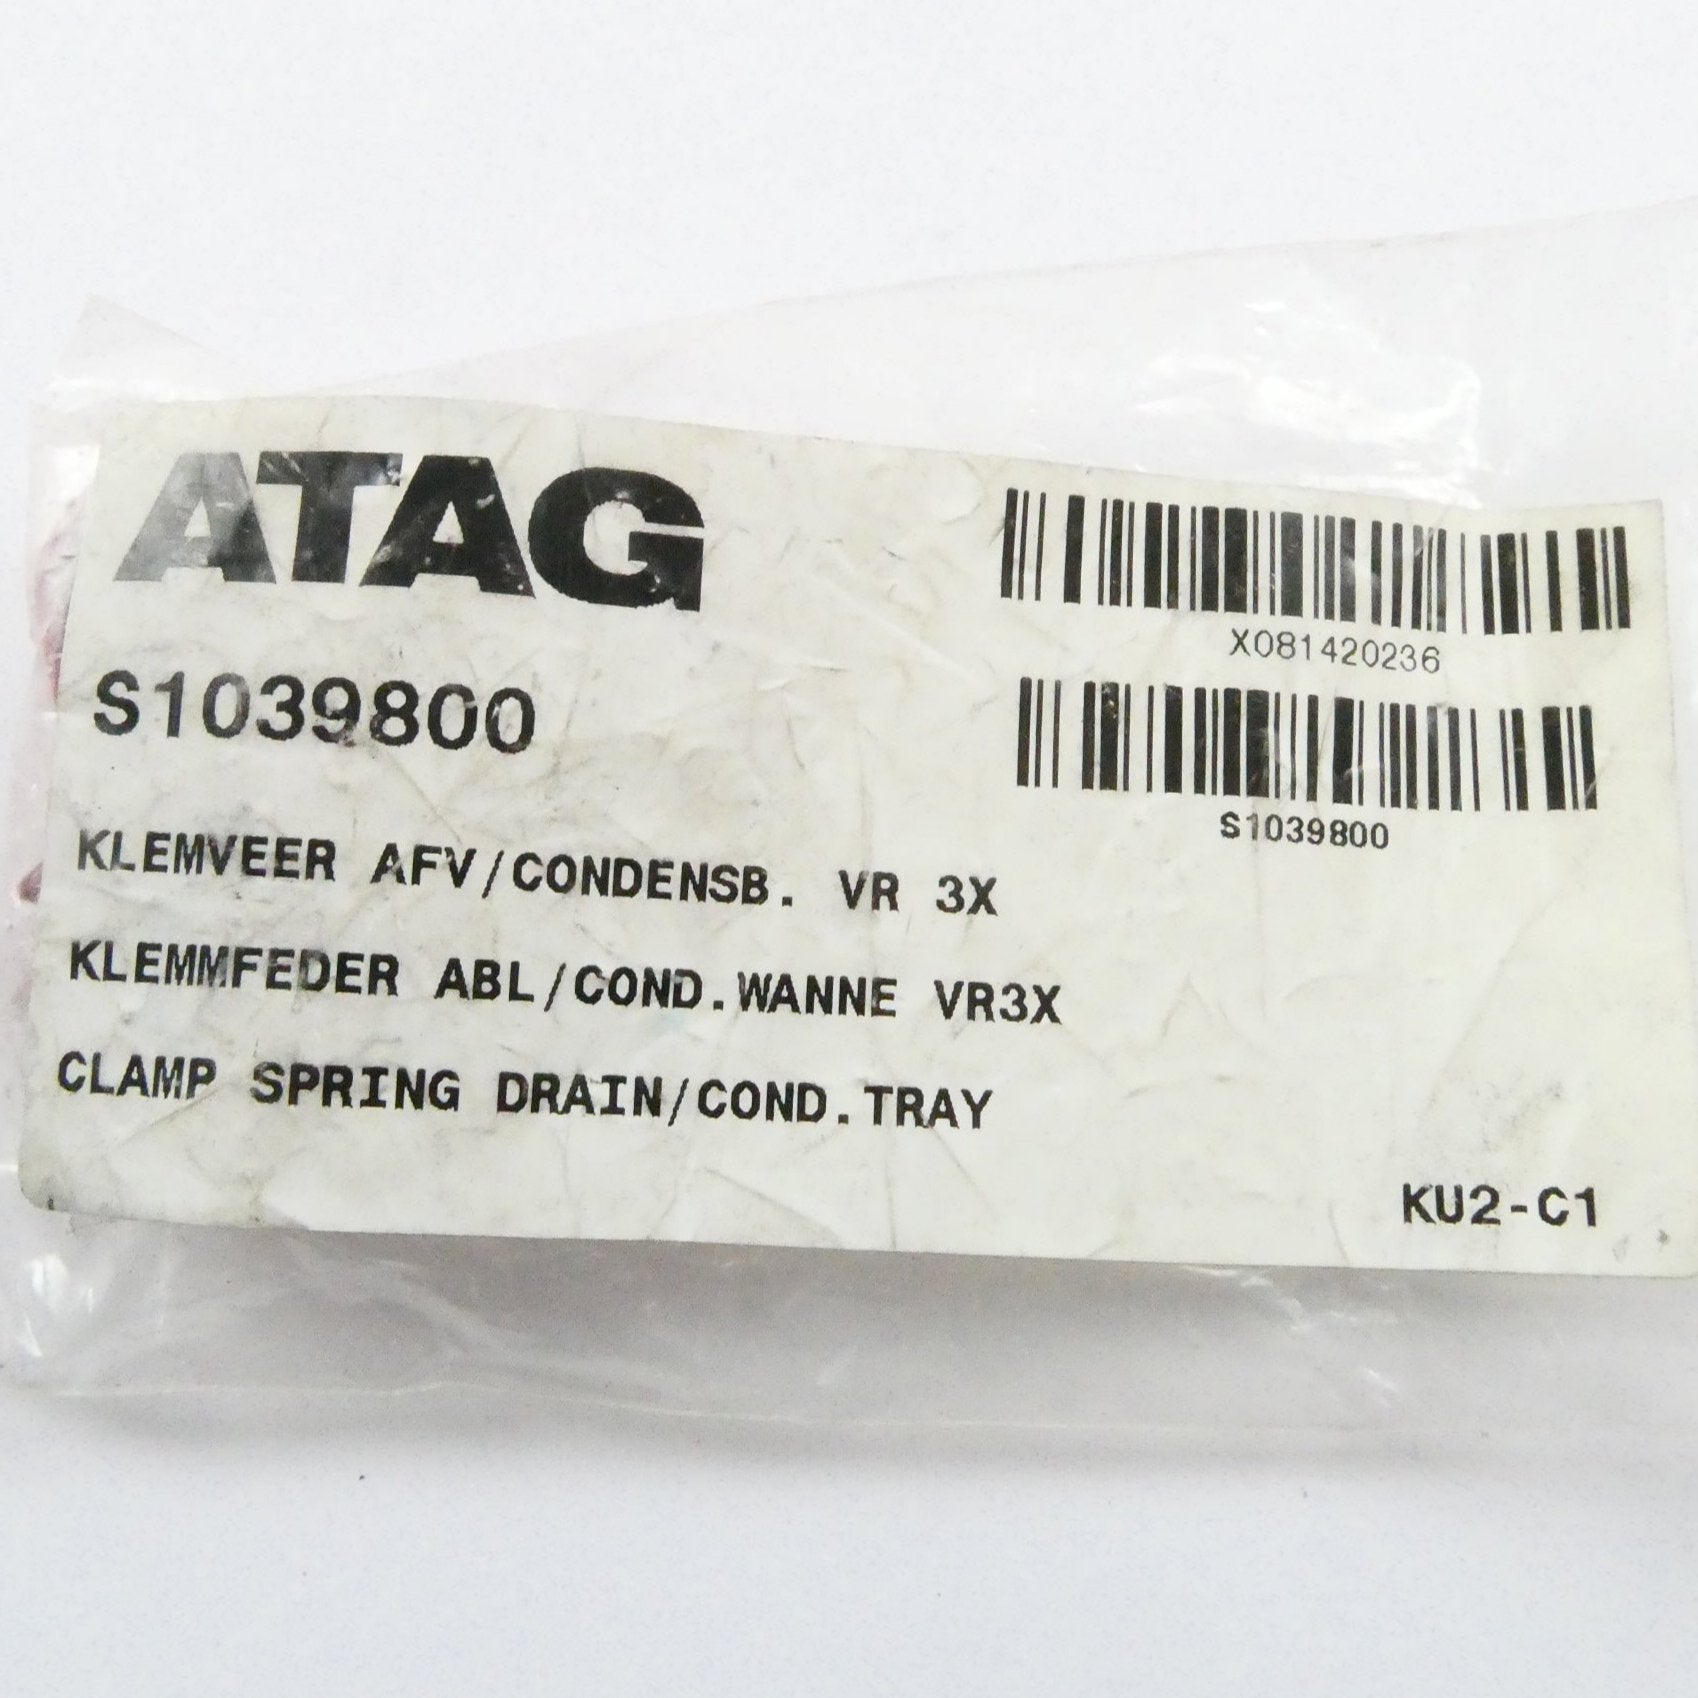 ATAG
S1039800
X081420236
S1039800
KLEMVEER AFV/CONDENSB. VR 3X
KLEMMFEDER ABL/COND.WANNE VR3X
CLAMP SPRING DRAIN/COND.TRAY
KU2-C1